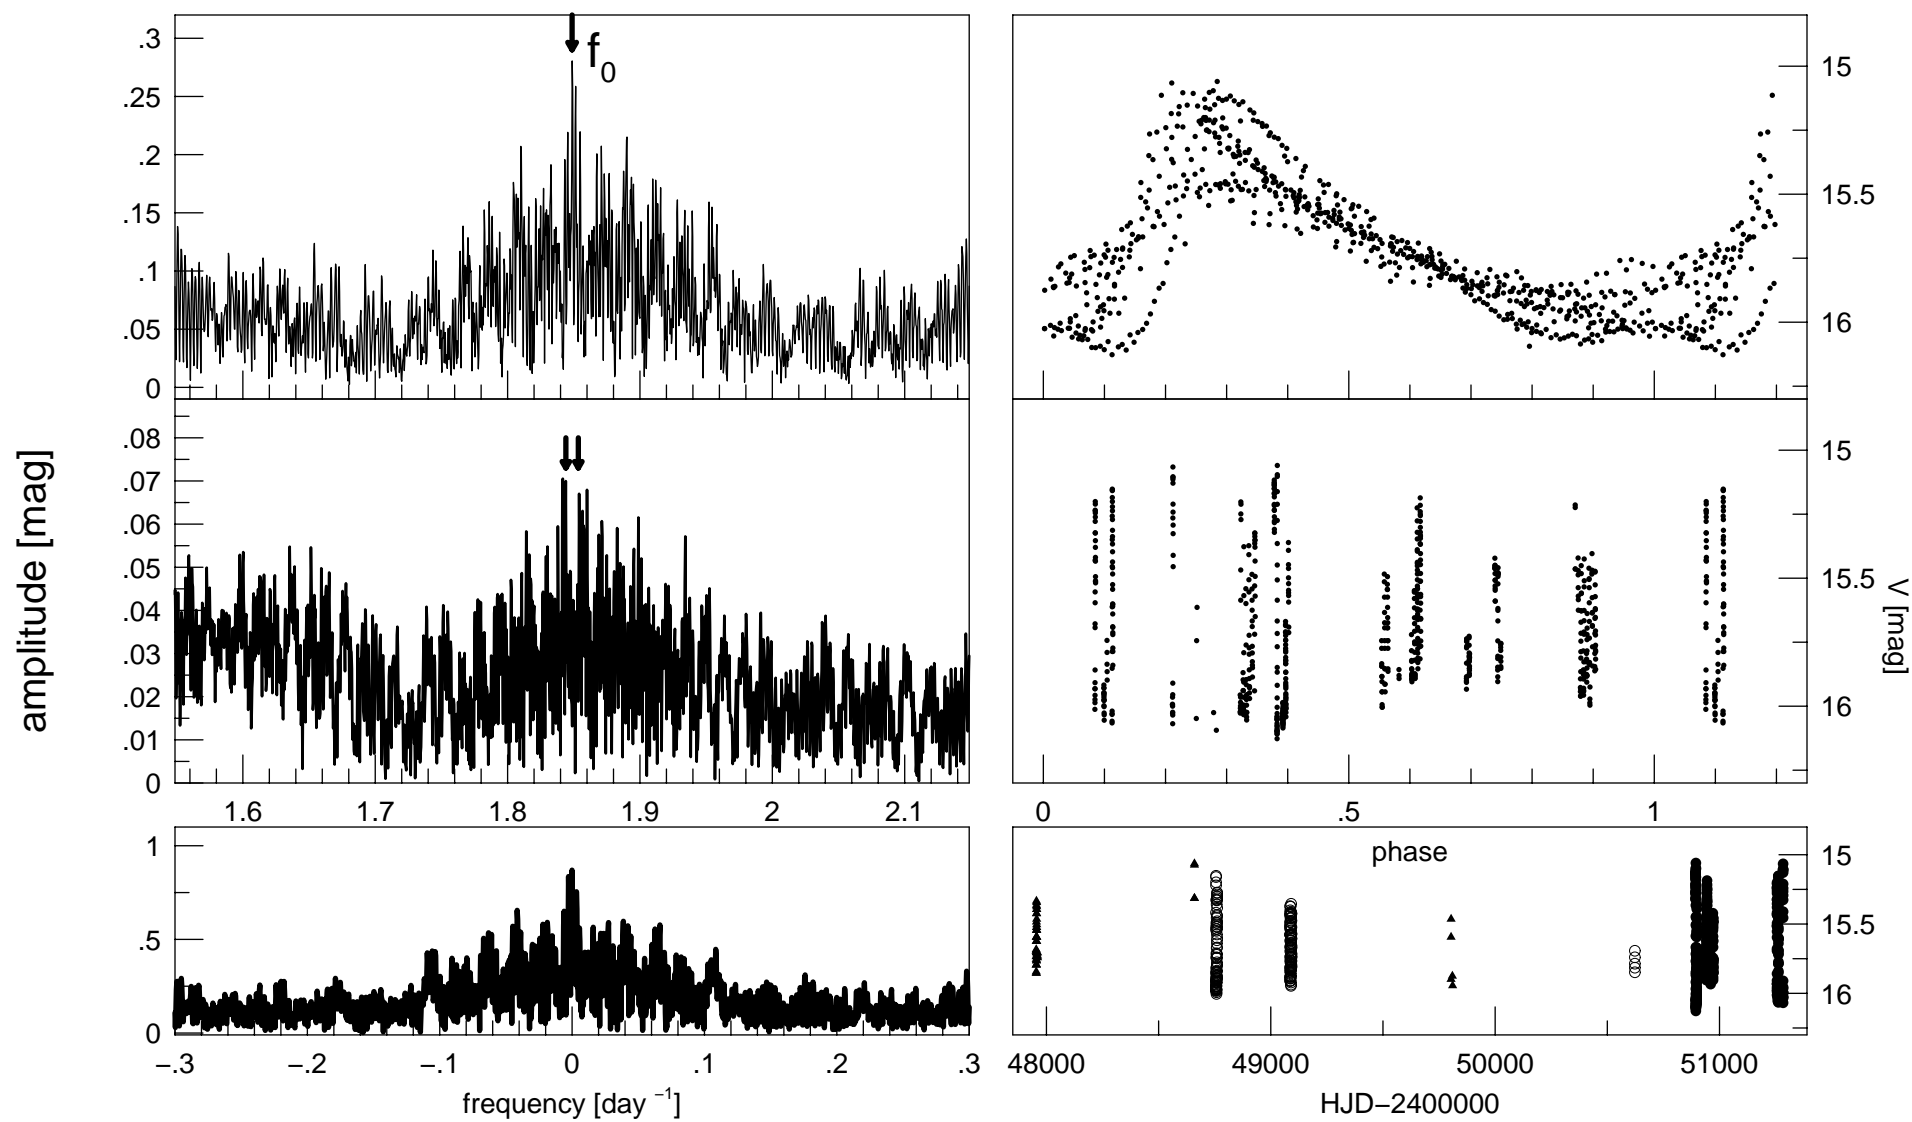 amplitude [mag]
.3
.25
.2
.15
.1
.05
0
f0
15
15.5
16
.08
.07
.06
.05
.04
.03
.02
.01
0
1.6 1.7 1.8 1.9 2 2.1
15
15.5
16
V [mag]
0 .5 1
phase
1
.5
0
−.3 −.2 −.1 0 .1 .2 .3
frequency [day −1]
15
15.5
16
48000 49000 50000 51000
HJD−2400000